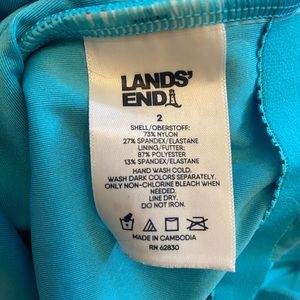 LANDS'
END
2
SHELL/OBERSTOFF:
73% NYLON
27% SPANDEX/ELASTANE
LINING/FUTTER:
87% POLYESTER
13% SPANDEX/ELASTANE
HAND WASH COLD.
WASH DARK COLORS SEPARATELY.
ONLY NON-CHLORINE BLEACH WHEN
NEEDED.
LINE DRY.
DO NOT IRON.
MADE IN CAMBODIA
RN 62830